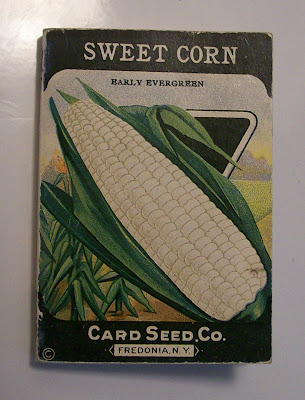 SWEET CORN
EARLY EVERGREEN
CARD SEED. CO.
FREDONIA, N.Y.
©